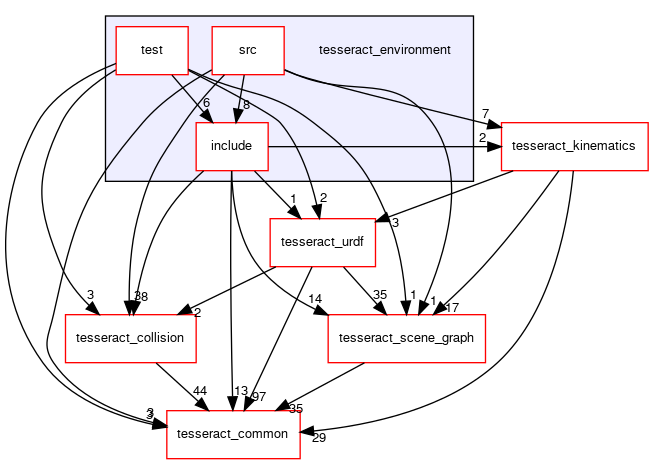 test
src
tesseract_environment
6
8
7
include
2
tesseract_kinematics
1
2
3
tesseract_urdf
3
38
2
14
35
1
1
17
tesseract_collision
tesseract_scene_graph
44
13
97
35
3
tesseract_common
29